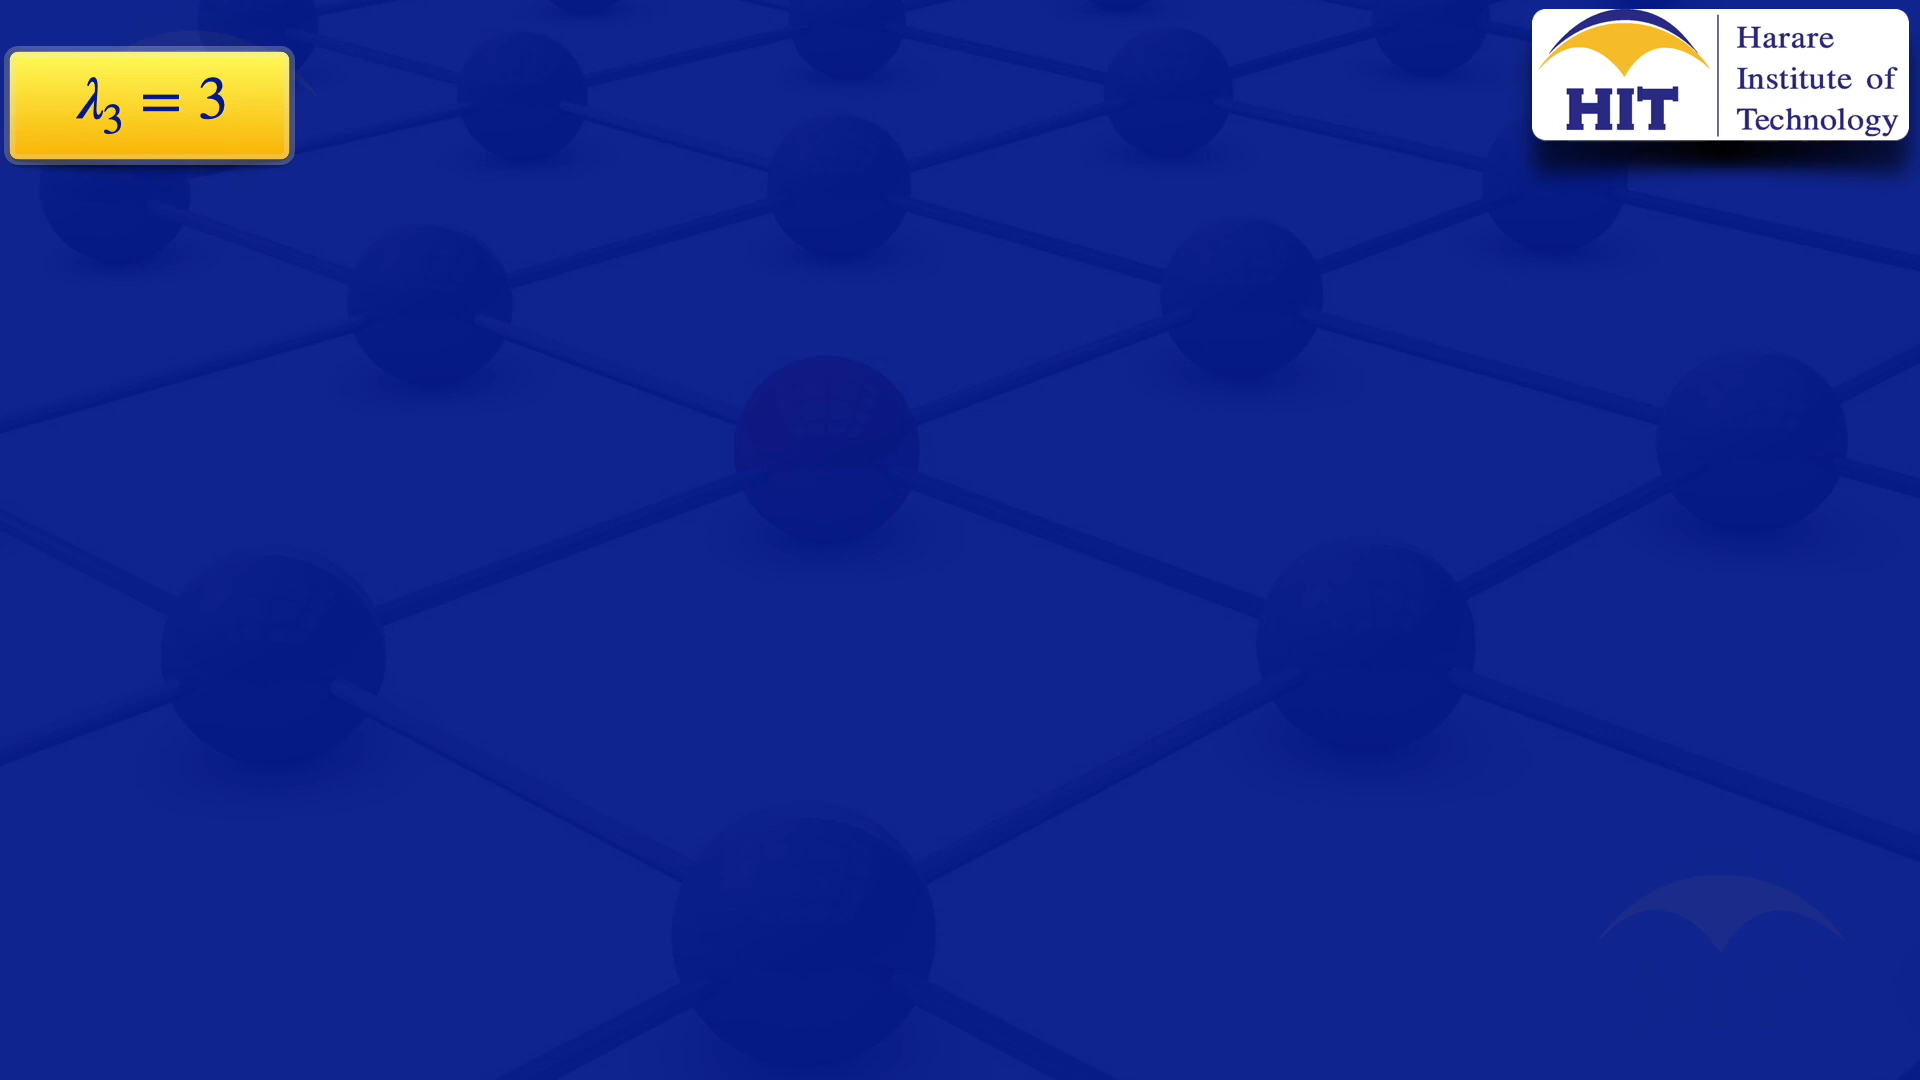 λ₃ = 3
HIT
Harare
Institute of
Technology